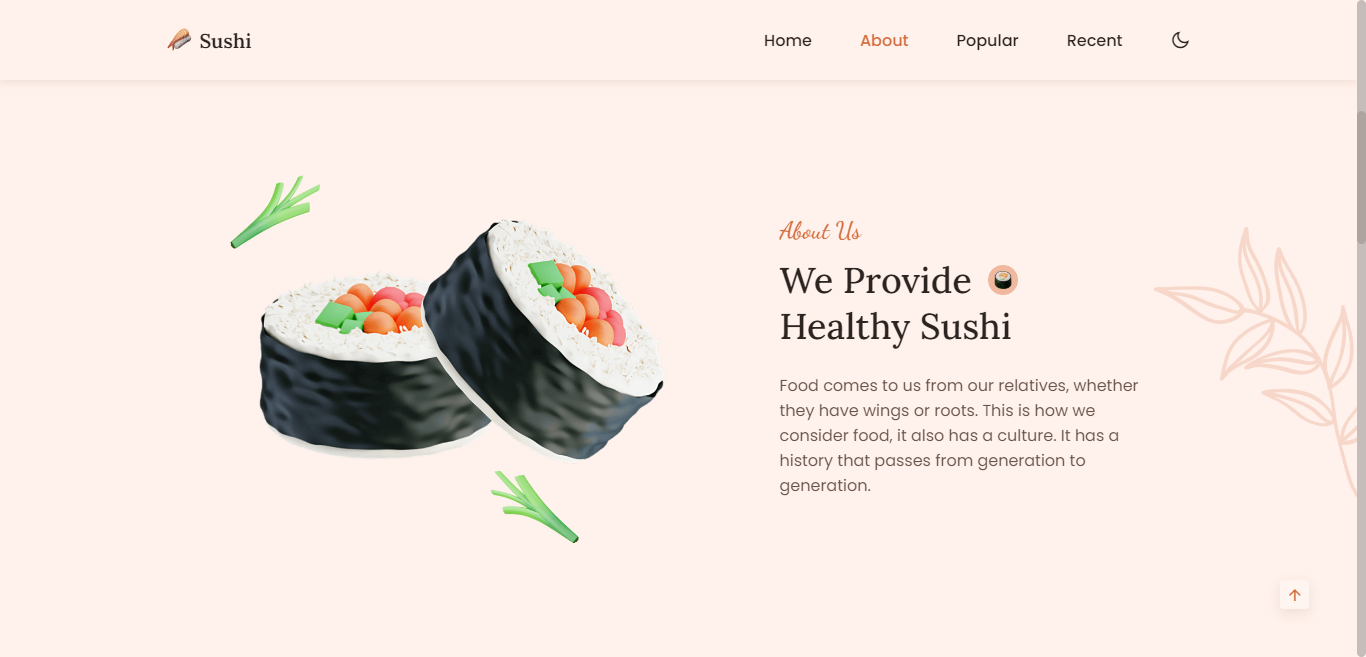 Sushi
Home About Popular Recent
About Us
We Provide
Healthy Sushi
Food comes to us from our relatives, whether
they have wings or roots. This is how we
consider food, it also has a culture. It has a
history that passes from generation to
generation.